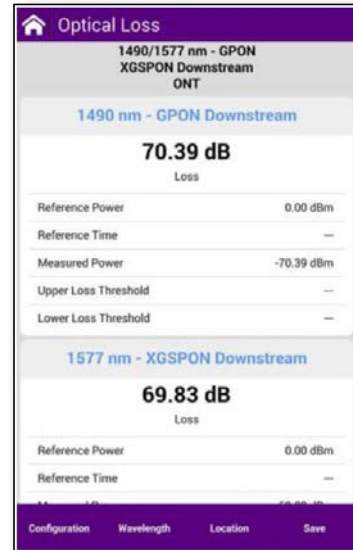 Optical Loss
1490/1577 nm - GPON
XGSPON Downstream
ONT
1490 nm - GPON Downstream
70.39 dB
Loss
Reference Power 0.00 dBm
Reference Time —
Measured Power -70.39 dBm
Upper Loss Threshold —
Lower Loss Threshold —
1577 nm - XGSPON Downstream
69.83 dB
Loss
Reference Power 0.00 dBm
Reference Time —
Configuration Wavelength Location Save